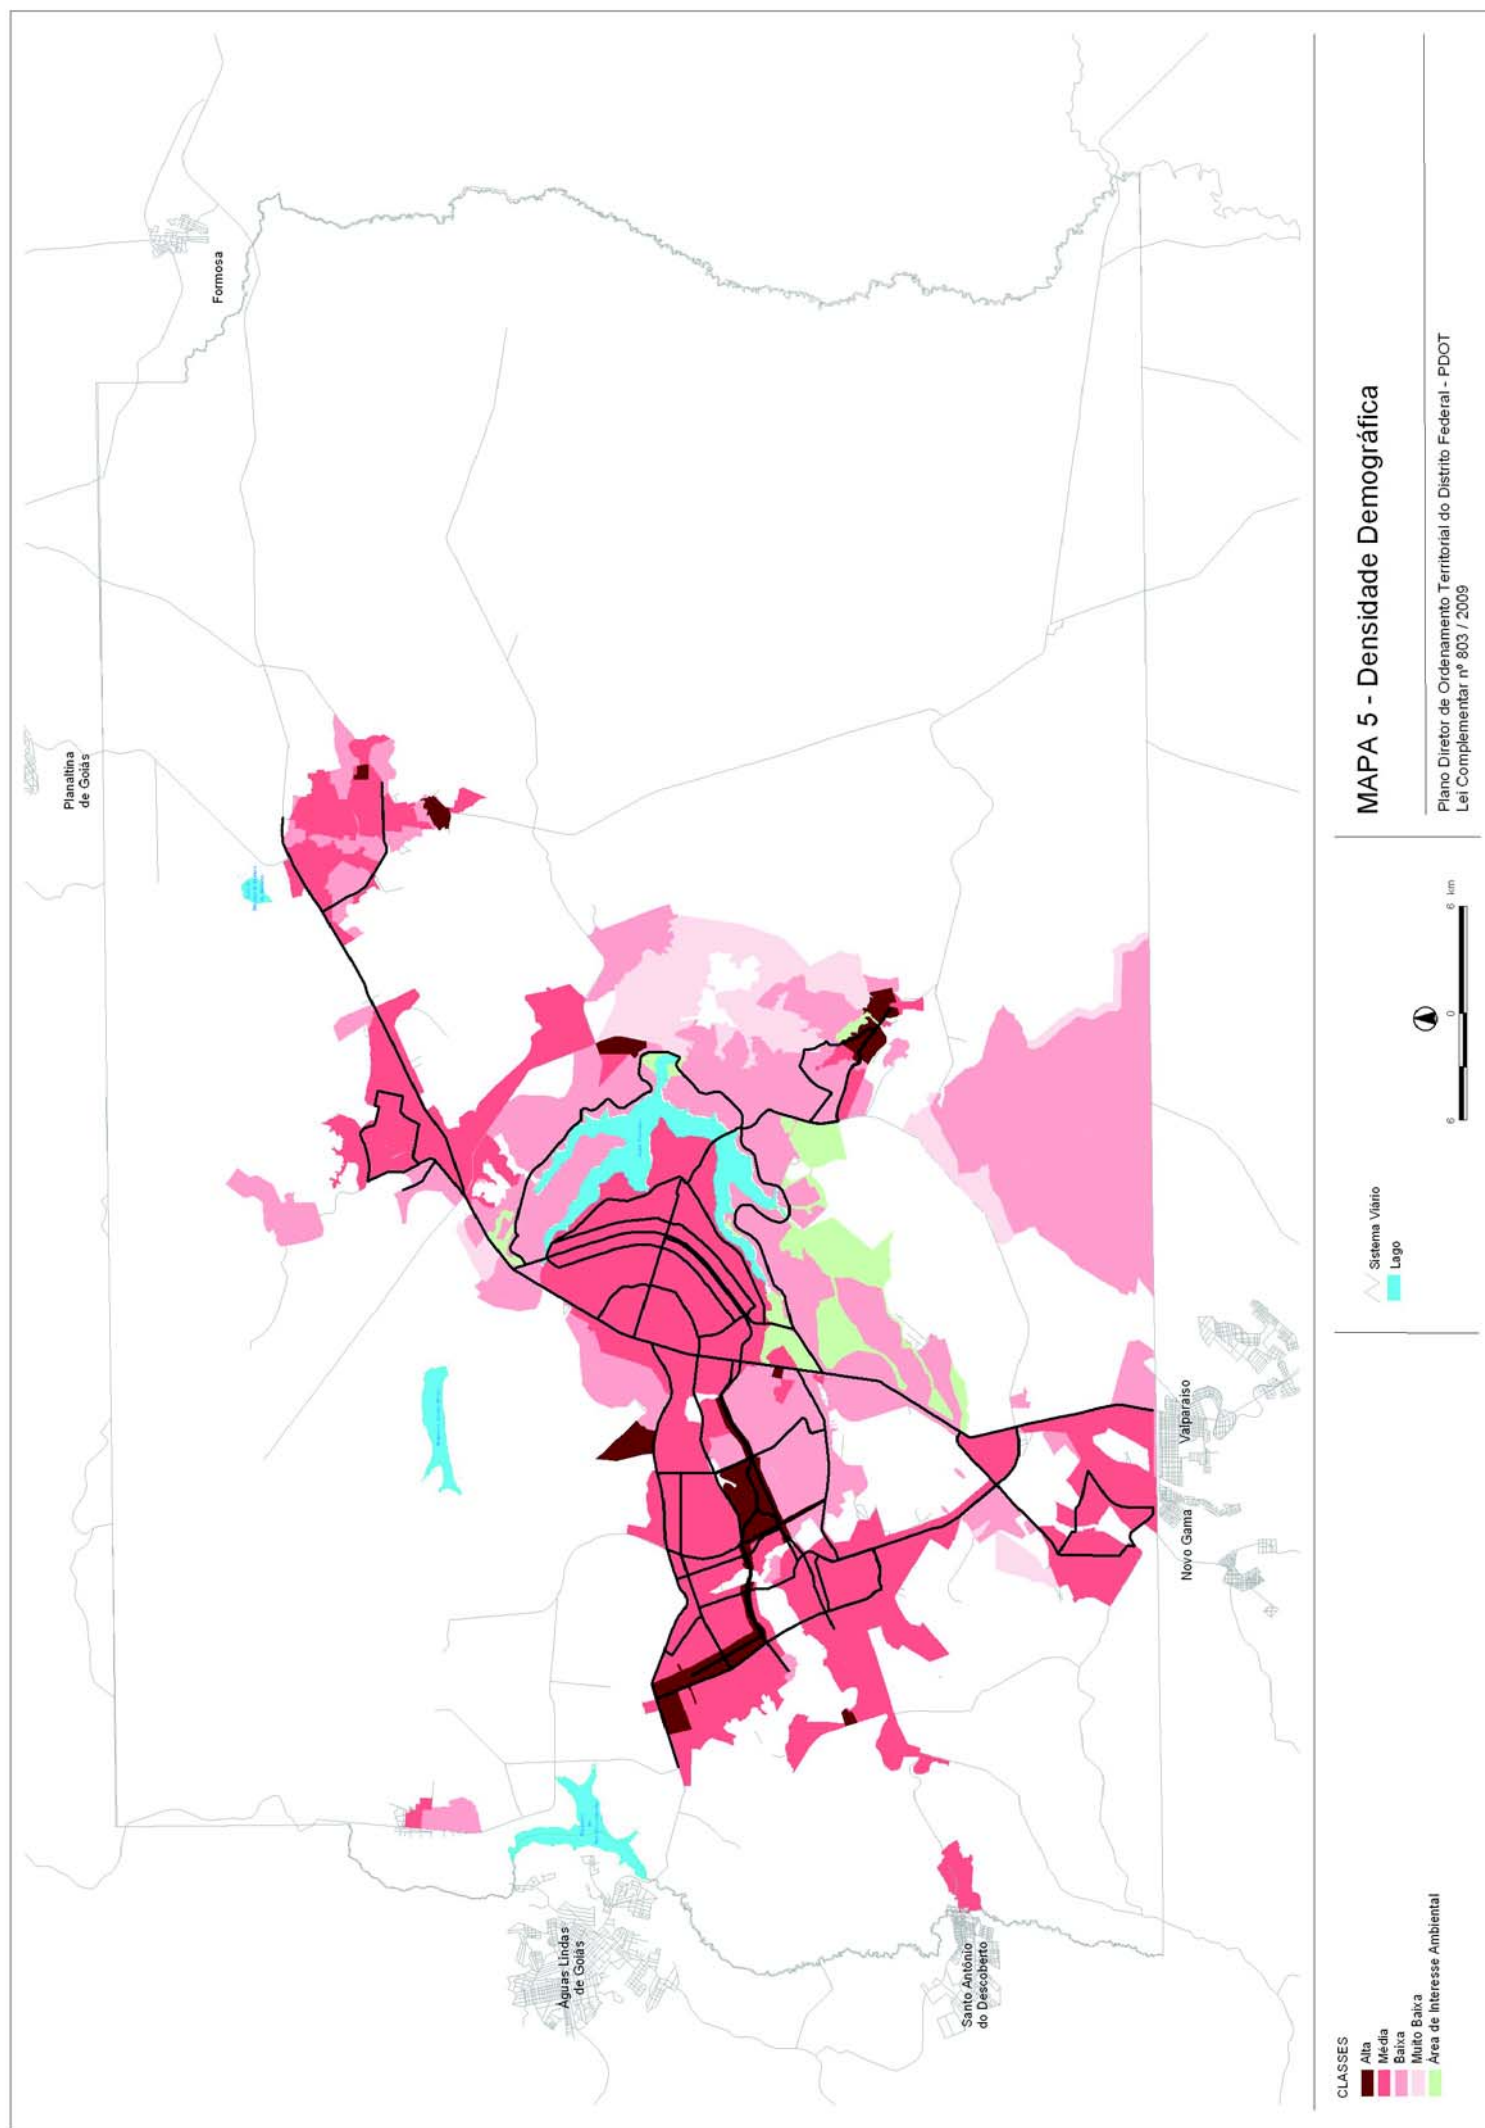 Formosa
Planaltina
de Goiás
Águas Lindas
de Goiás
Santo Antônio
do Descoberto
Novo Gama
Valparaiso
CLASSES
Alta
Média
Baixa
Muito Baixa
Área de Interesse Ambiental
Sistema Viário
Lago
6 0 6 km
MAPA 5 - Densidade Demográfica
Plano Diretor de Ordenamento Territorial do Distrito Federal - PDOT
Lei Complementar nº 803 / 2009